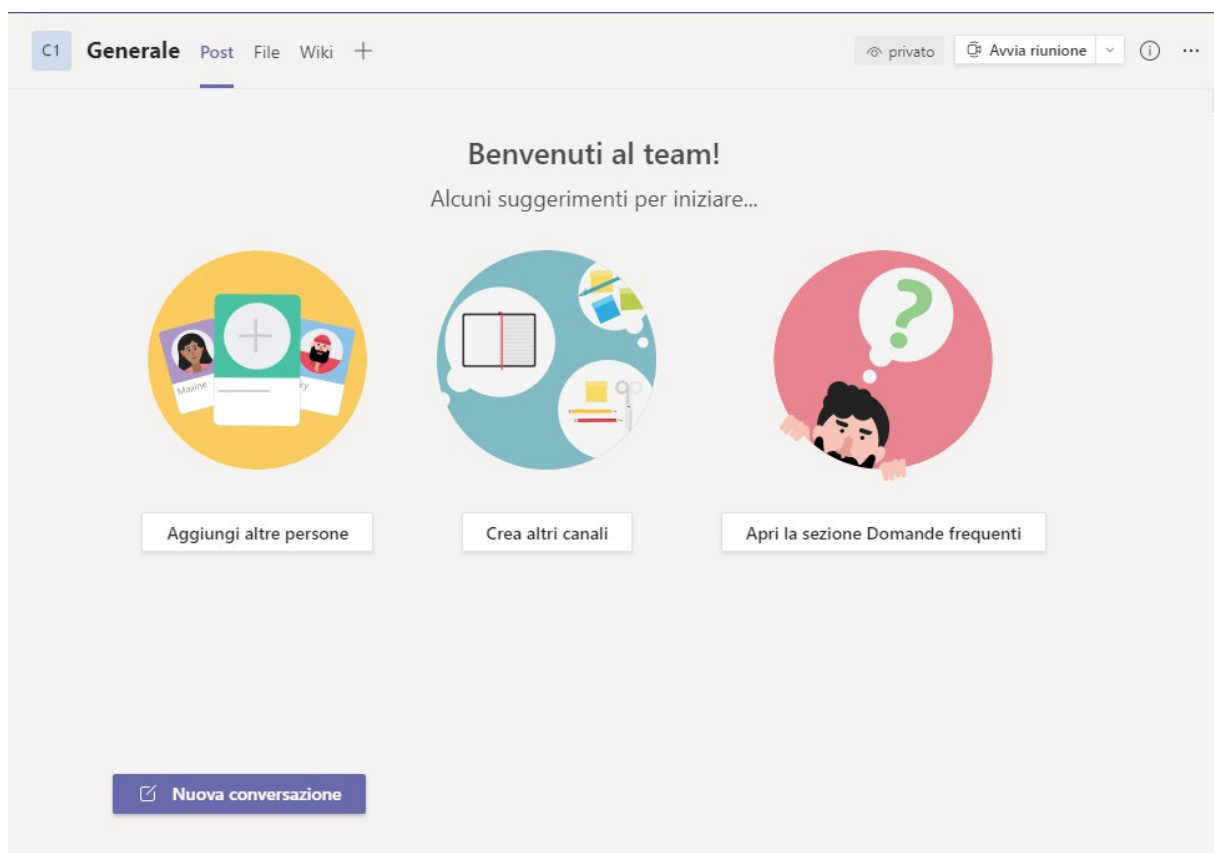 C1 Generale Post File Wiki + privato Avvia riunione
Benvenuti al team!
Alcuni suggerimenti per iniziare...
Maxine ky
Aggiungi altre persone Crea altri canali Apri la sezione Domande frequenti
Nuova conversazione